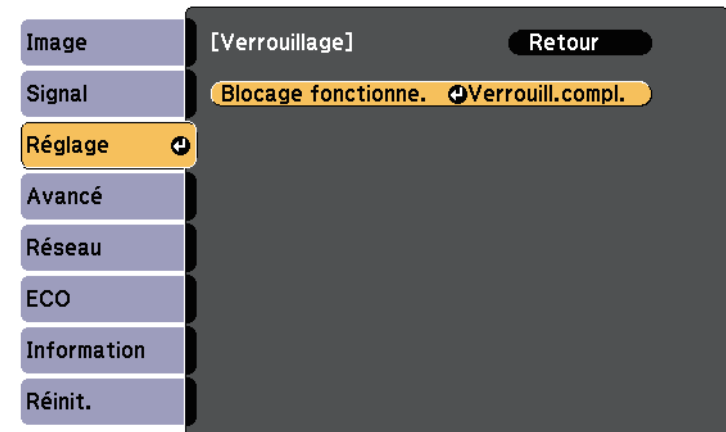 Image
Signal
Réglage
Avancé
Réseau
ECO
Information
Réinit.
[Verrouillage] Retour
Blocage fonctionne. Verrouill.compl.